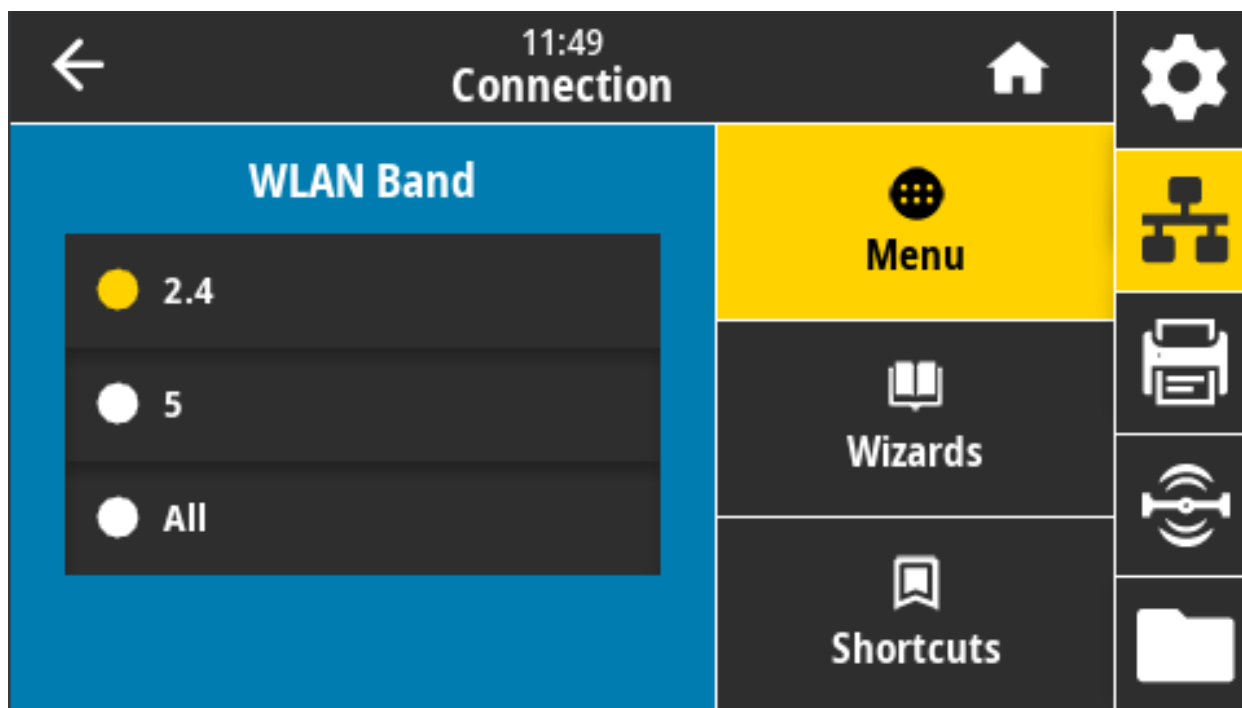 11:49
Connection
WLAN Band
2.4
5
All
Menu
Wizards
Shortcuts